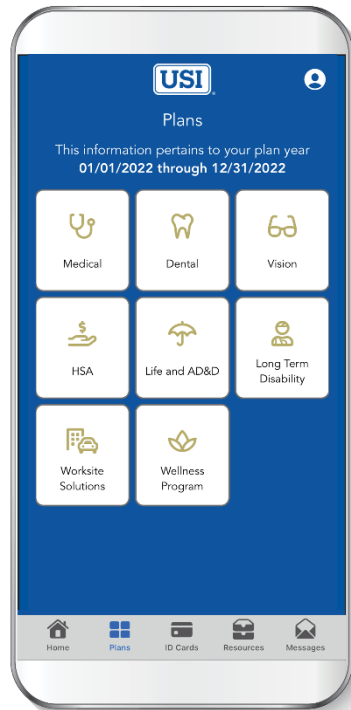 USI
Plans
This information pertains to your plan year
01/01/2022 through 12/31/2022
Medical
Dental
Vision
$
HSA
Life and AD&D
Long Term
Disability
Worksite
Solutions
Wellness
Program
Home
Plans
ID Cards
Resources
Messages